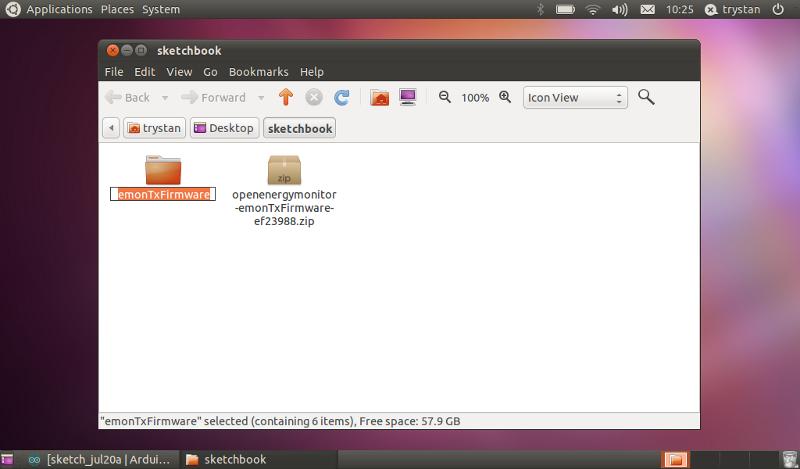 Applications Places System 10:25 trystan
sketchbook
File Edit View Go Bookmarks Help
Back Forward 100% Icon View
trystan Desktop sketchbook
emonTxFirmware
zip
openenergymonitor
-emonTxFirmware-
ef23988.zip
"emonTxFirmware" selected (containing 6 items), Free space: 57.9 GB
[sketch_jul20a | Ardui... sketchbook